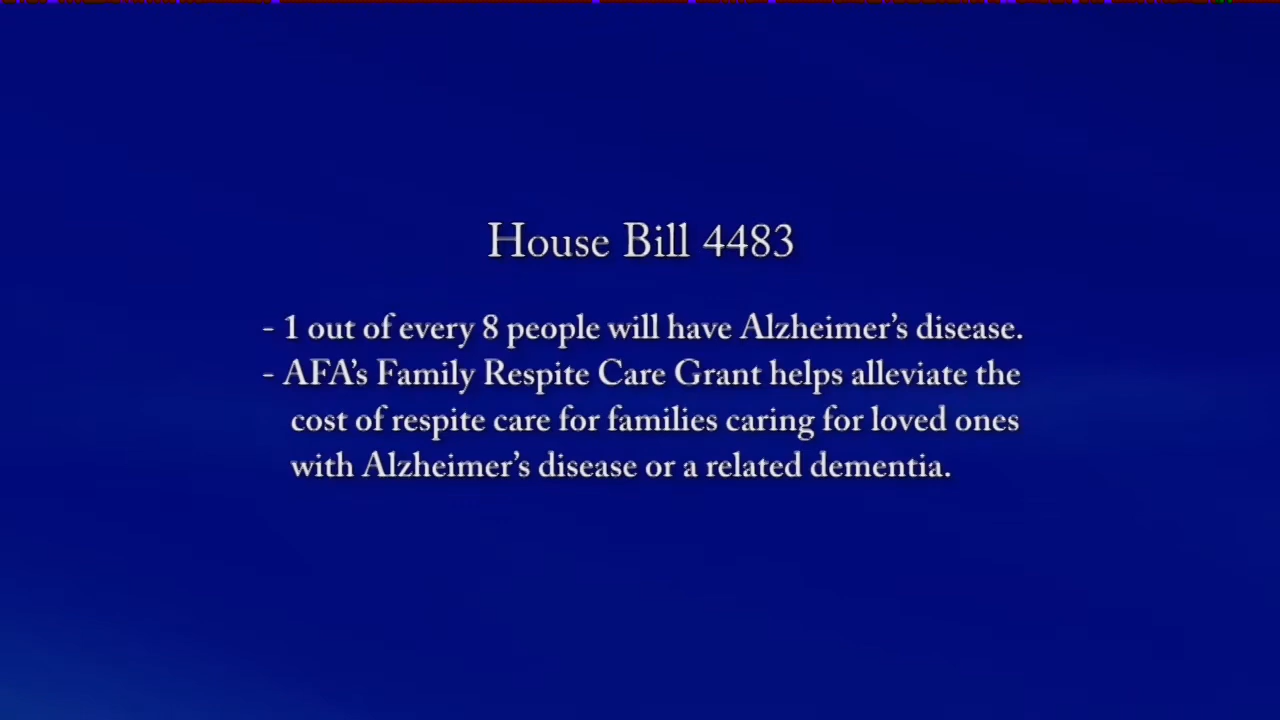 House Bill 4483
- 1 out of every 8 people will have Alzheimer's disease.
- AFA's Family Respite Care Grant helps alleviate the
cost of respite care for families caring for loved ones
with Alzheimer's disease or a related dementia.